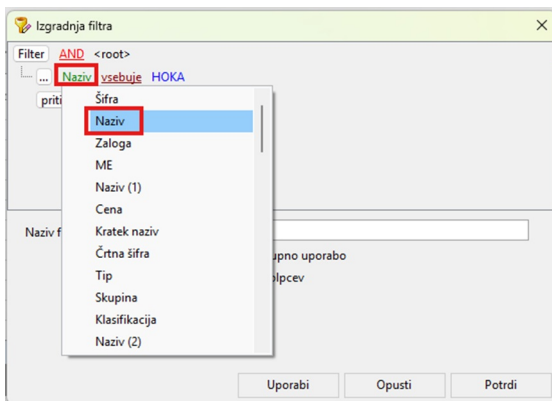 Izgradnja filtra
Filter AND <root>
... Naziv vsebuje HOKA
priti
Šifra
Naziv
Zaloga
ME
Naziv (1)
Cena
Kratek naziv
Črtna šifra
Tip
Skupina
Klasifikacija
Naziv (2)
Naziv f
upno uporabo
olpcev
Uporabi Opusti Potrdi